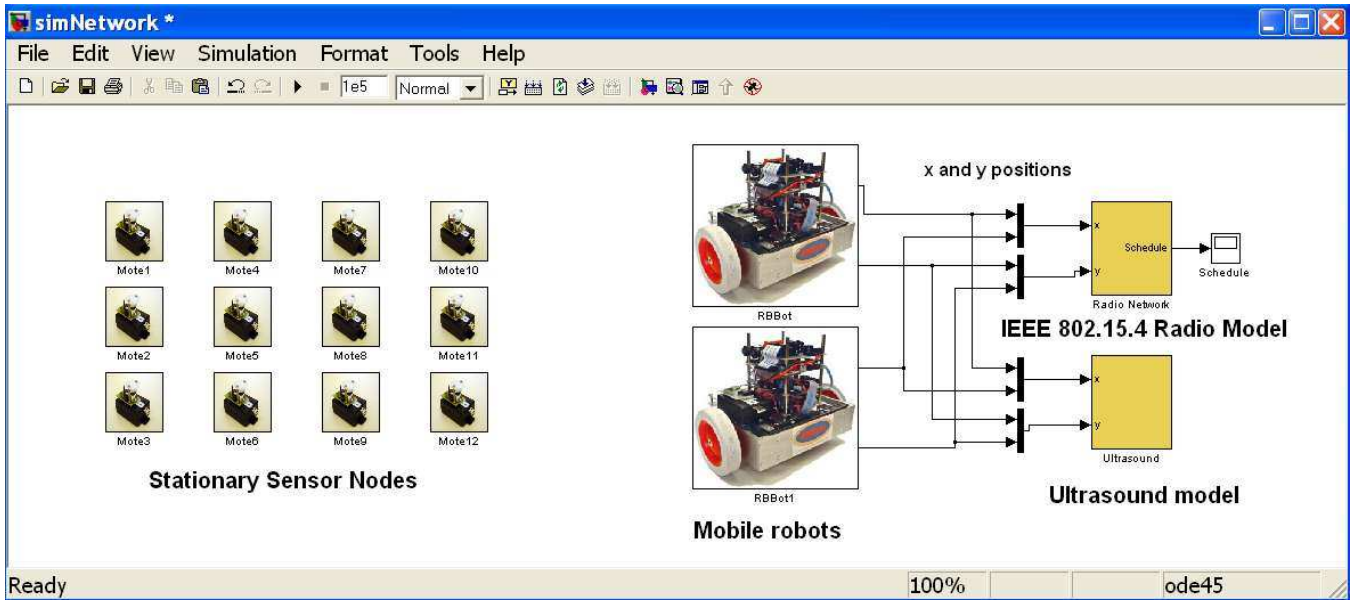 simNetwork *
File Edit View Simulation Format Tools Help
1e5 Normal
x and y positions
Mote1 Mote4 Mote7 Mote10
Mote2 Mote5 Mote8 Mote11
Mote3 Mote6 Mote9 Mote12
Stationary Sensor Nodes
RBBot
RBBot1
Mobile robots
x
y
Schedule
Schedule
Radio Network
IEEE 802.15.4 Radio Model
x
y
Ultrasound
Ultrasound model
Ready 100% ode45